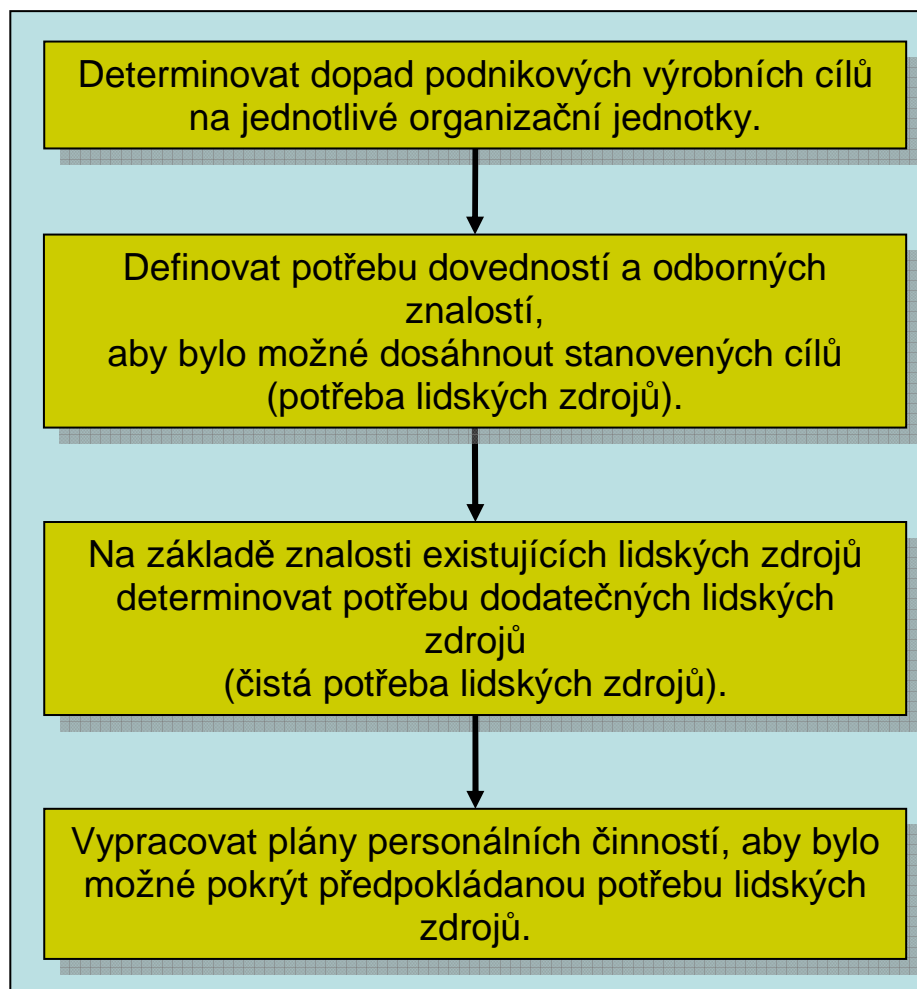 Determinovat dopad podnikových výrobních cílů
na jednotlivé organizační jednotky.
Definovat potřebu dovedností a odborných
znalostí,
aby bylo možné dosáhnout stanovených cílů
(potřeba lidských zdrojů).
Na základě znalosti existujících lidských zdrojů
determinovat potřebu dodatečných lidských
zdrojů
(čistá potřeba lidských zdrojů).
Vypracovat plány personálních činností, aby bylo
možné pokrýt předpokládanou potřebu lidských
zdrojů.